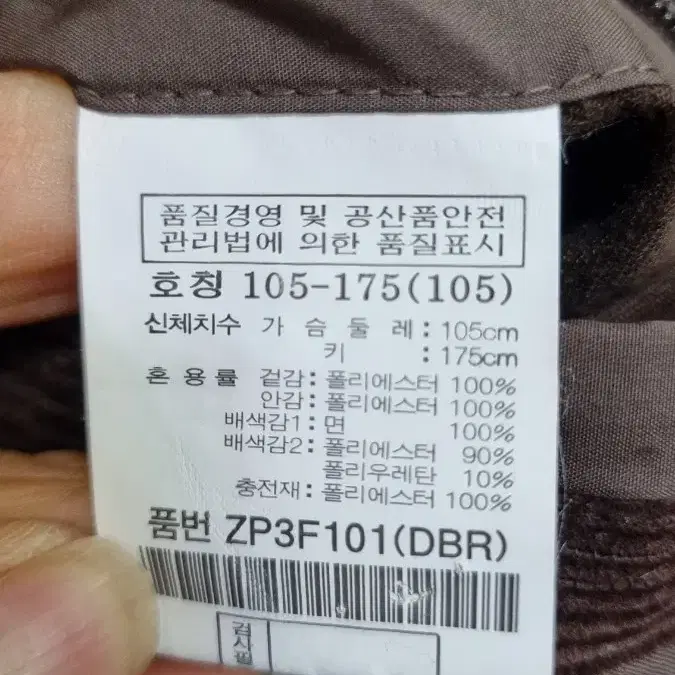 품질경영 및 공산품안전
관리법에 의한 품질표시
호칭 105-175(105)
신체치수 가 슴 둘 레 : 105cm
키 : 175cm
혼 용 률 겉감 : 폴리에스터 100%
안감 : 폴리에스터 100%
배색감1 : 면 100%
배색감2 : 폴리에스터 90%
폴리우레탄 10%
충전재 : 폴리에스터 100%
품번 ZP3F101(DBR)
검사필